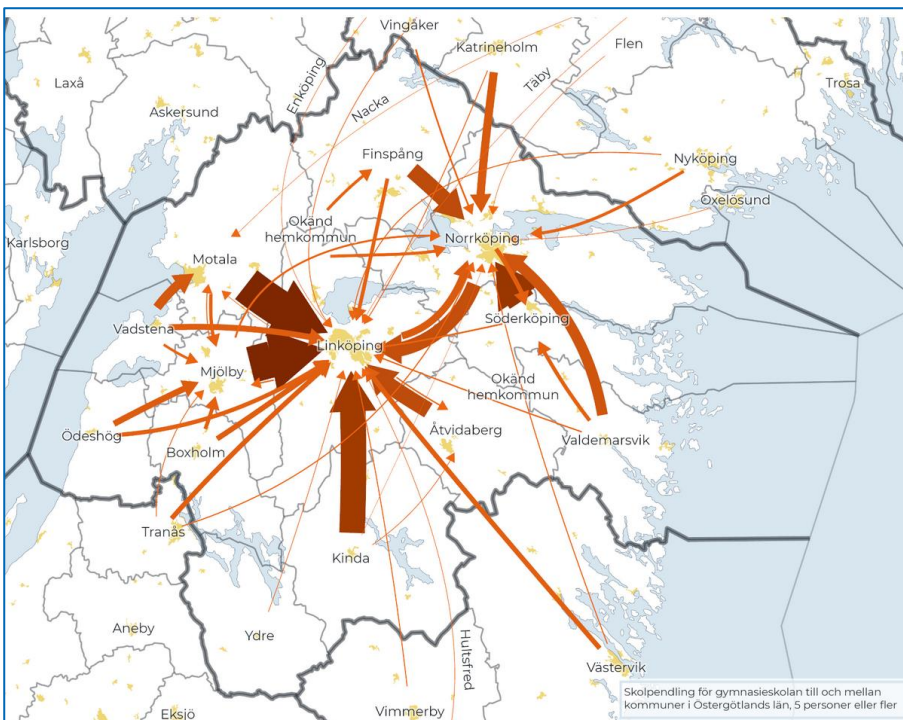 Vingåker
Katrineholm
Flen
Laxå
Enköping
Täby
Trosa
Askersund
Nacka
Finspång
Nyköping
Oxelösund
Okänd
hemkommun
Karlsborg
Norrköping
Motala
Söderköping
Vadstena
Linköping
Mjölby
Okänd
hemkommun
Ödeshög
Åtvidaberg
Valdemarsvik
Boxholm
Tranås
Kinda
Aneby
Ydre
Hultsfred
Västervik
Skolpendling för gymnasieskolan till och mellan
kommuner i Östergötlands län, 5 personer eller fler
Vimmerby
Eksjö